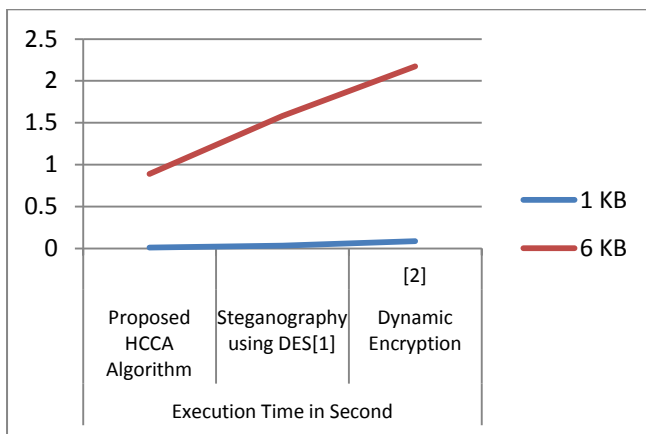 2.5
2
1.5
1
0.5
0
1 KB
6 KB
Proposed
HCCA
Algorithm
Steganography
using DES[1]
[2]
Dynamic
Encryption
Execution Time in Second